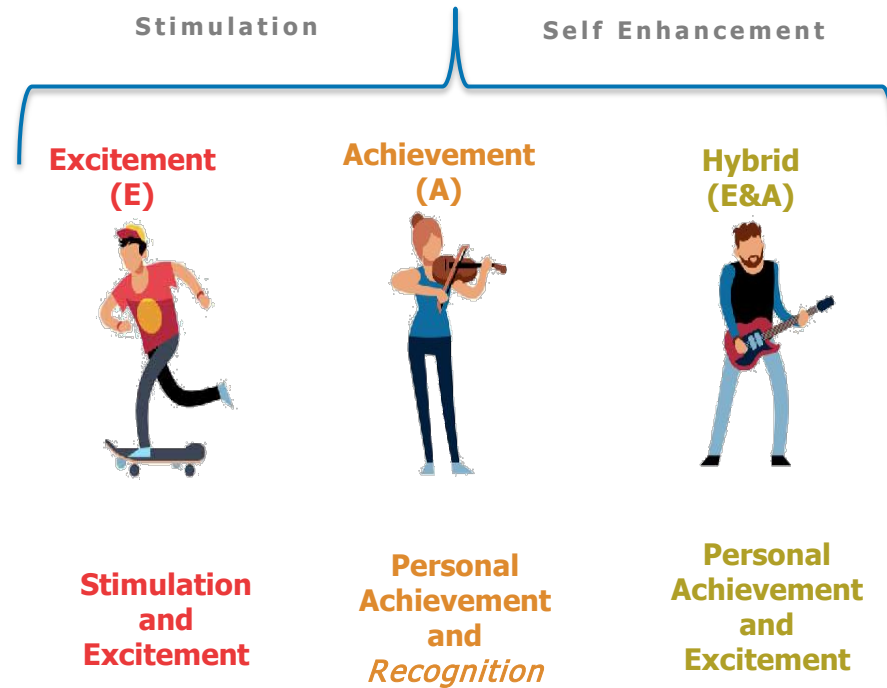 Stimulation
Self Enhancement
Excitement
(E)
Achievement
(A)
Hybrid
(E&A)
Stimulation
and
Excitement
Personal
Achievement
and
Recognition
Personal
Achievement
and
Excitement